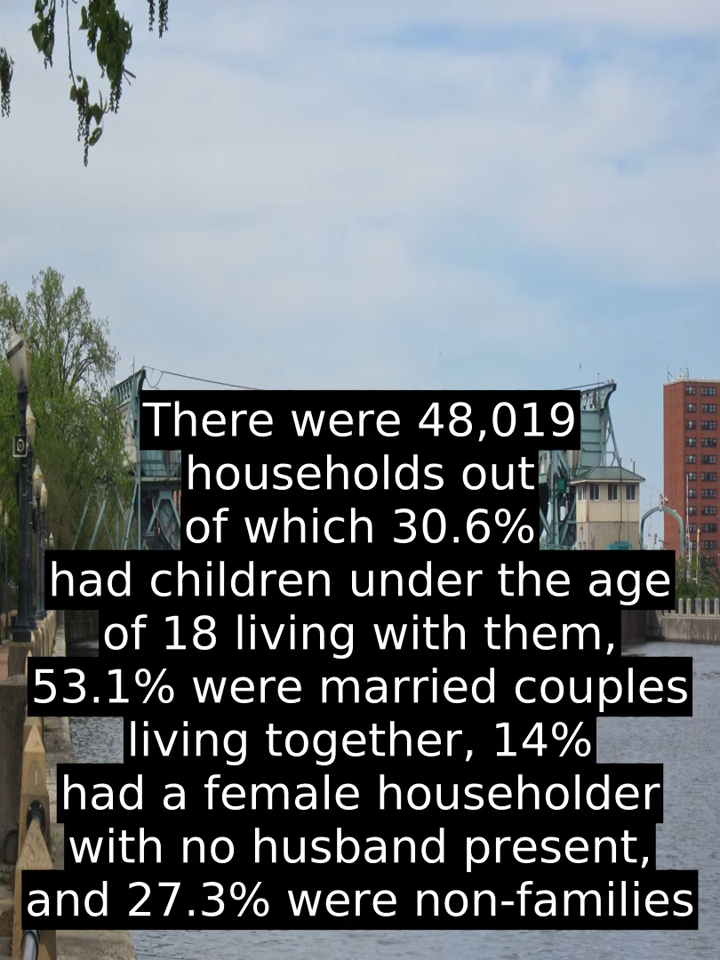 There were 48,019
households out
of which 30.6%
had children under the age
of 18 living with them,
53.1% were married couples
living together, 14%
had a female householder
with no husband present,
and 27.3% were non-families